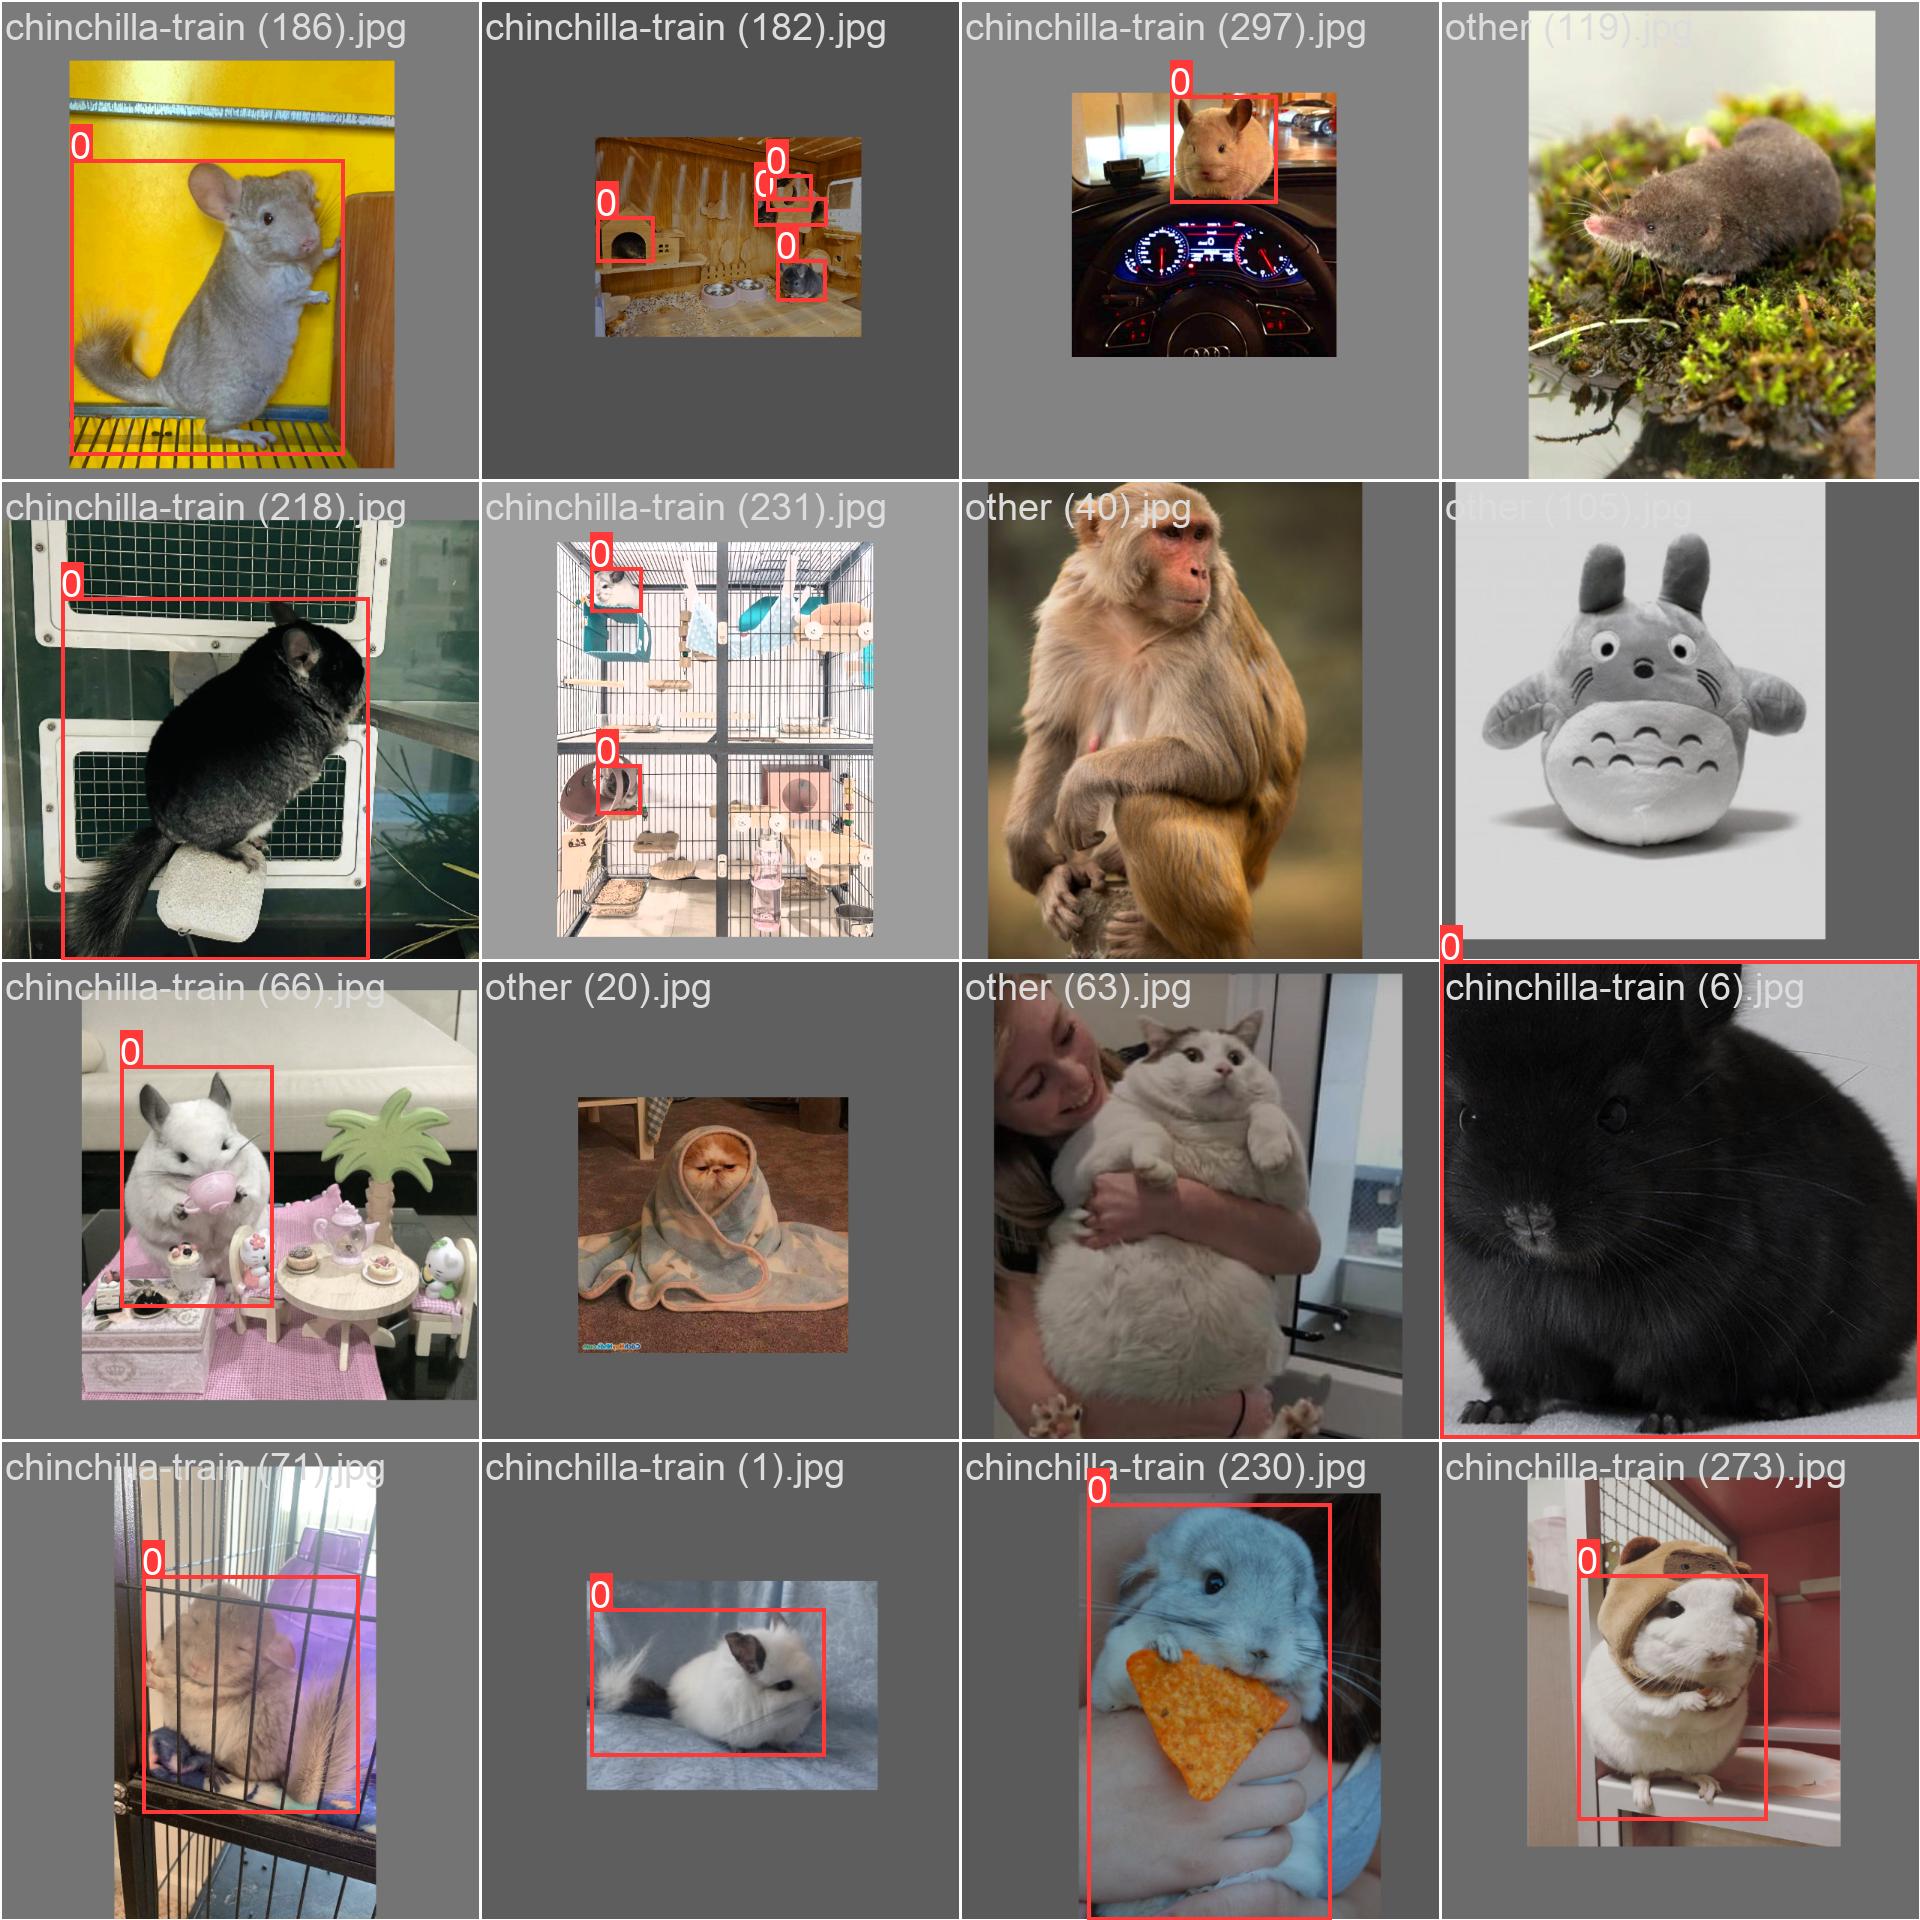 chinchilla-train (186).jpg
chinchilla-train (182).jpg
chinchilla-train (297).jpg
other (119).jpg
0
0
0
0
0
0
chinchilla-train (218).jpg
chinchilla-train (231).jpg
other (40).jpg
other (105).jpg
0
0
0
chinchilla-train (66).jpg
other (20).jpg
other (63).jpg
0
chinchilla-train (6).jpg
0
chinchilla-train (71).jpg
chinchilla-train (1).jpg
chinchilla-train (230).jpg
chinchilla-train (273).jpg
0
0
0
0